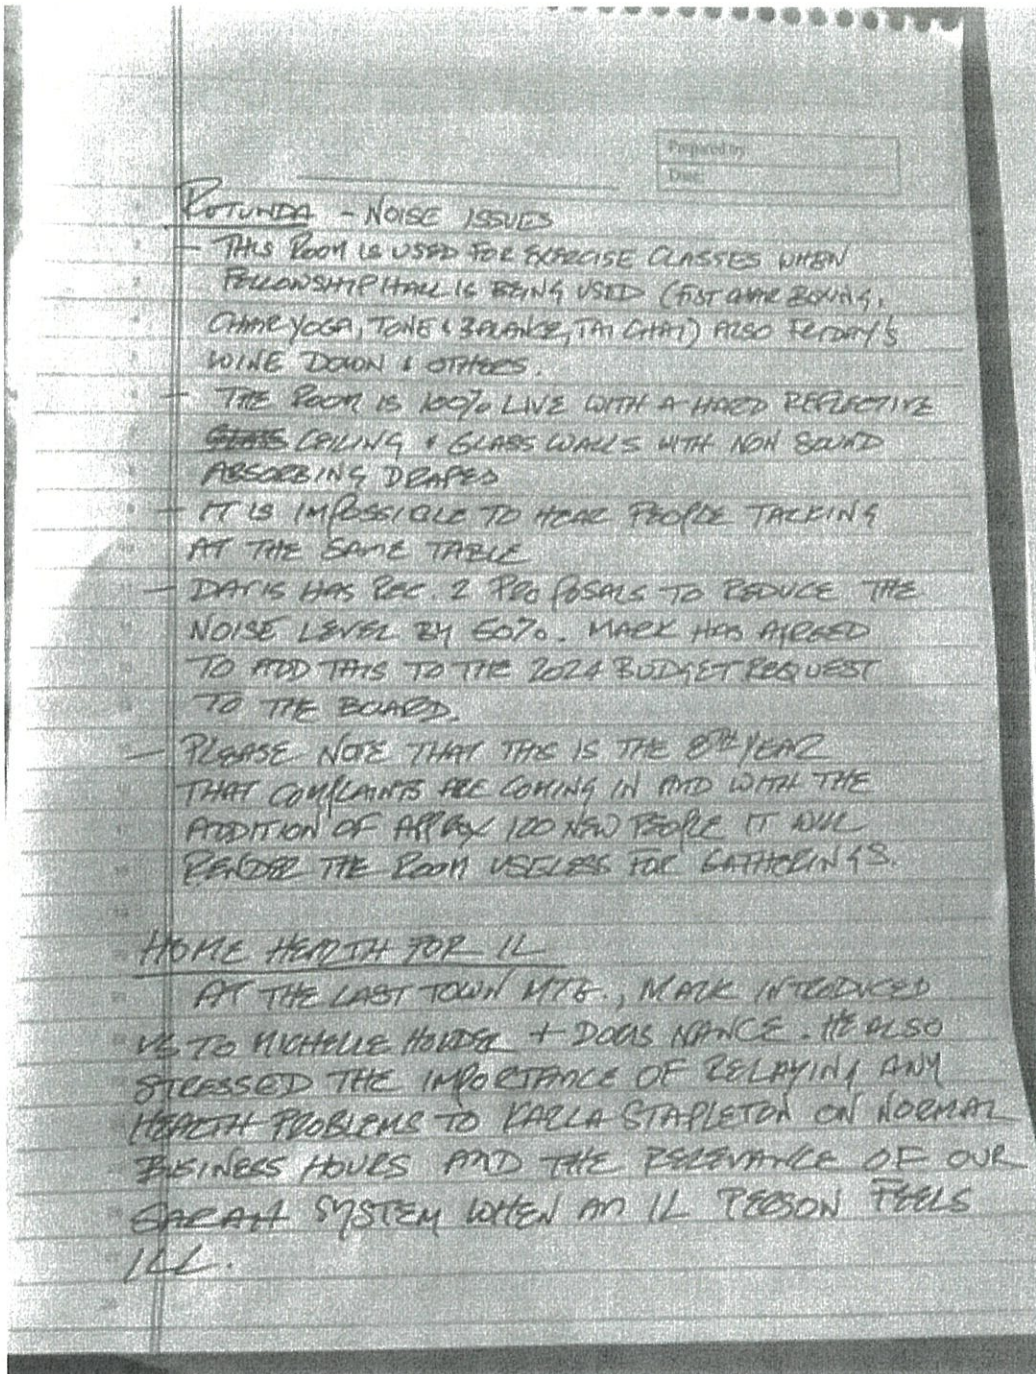 Prepared by
Date
ROTUNDA - NOISE ISSUES
- THIS ROOM IS USED FOR EXERCISE CLASSES WHEN
FELLOWSHIP HALL IS BEING USED (FIST CHAIR BOXING,
CHAIR YOGA, TONE & BALANCE, TAI CHAI) ALSO FRIDAY'S
WINE DOWN & OTHERS.
- THE ROOM IS 100% LIVE WITH A HARD REFLECTIVE
GLASS CEILING & GLASS WALLS WITH NON SOUND
ABSORBING DRAPES
- IT IS IMPOSSIBLE TO HEAR PEOPLE TALKING
AT THE SAME TABLE
- HAS REC. 2 PROPOSALS TO REDUCE THE
NOISE LEVEL BY 60%. MARK HAS AGREED
TO ADD THIS TO THE 2024 BUDGET REQUEST
TO THE BOARD.
- PLEASE NOTE THAT THIS IS THE 8TH YEAR
THAT COMPLAINTS ARE COMING IN AND WITH THE
ADDITION OF APPROX 120 NEW PEOPLE IT WILL
RENDER THE ROOM USELESS FOR GATHERINGS.
HOME HEALTH FOR IL
AT THE LAST TOWN MTG., MARK INTRODUCED
US TO MICHELLE HOLDER + NANCE. HE ALSO
STRESSED THE IMPORTANCE OF RELAYING ANY
HEALTH PROBLEMS TO KARLA STAPLETON ON NORMAL
BUSINESS HOURS AND THE RELEVANCE OF OUR
SARAH SYSTEM WHEN AN IL PERSON FEELS
ILL.